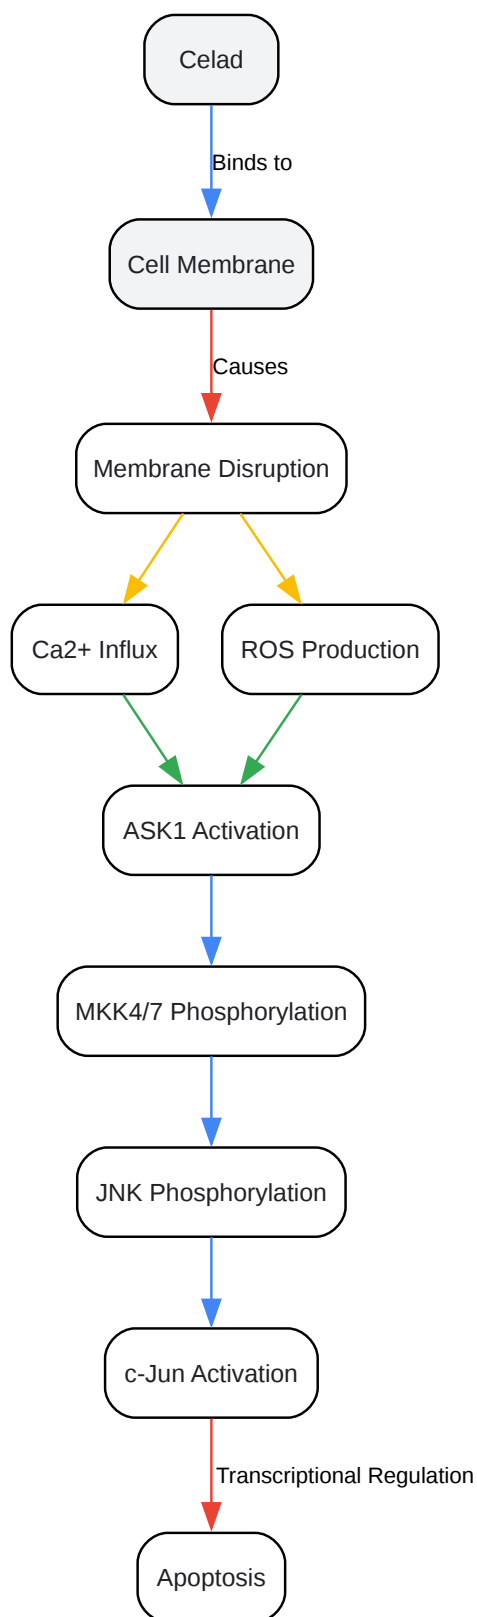 Celad
Binds to
Cell Membrane
Causes
Membrane Disruption
Ca2+ Influx
ROS Production
ASK1 Activation
MKK4/7 Phosphorylation
JNK Phosphorylation
c-Jun Activation
Transcriptional Regulation
Apoptosis